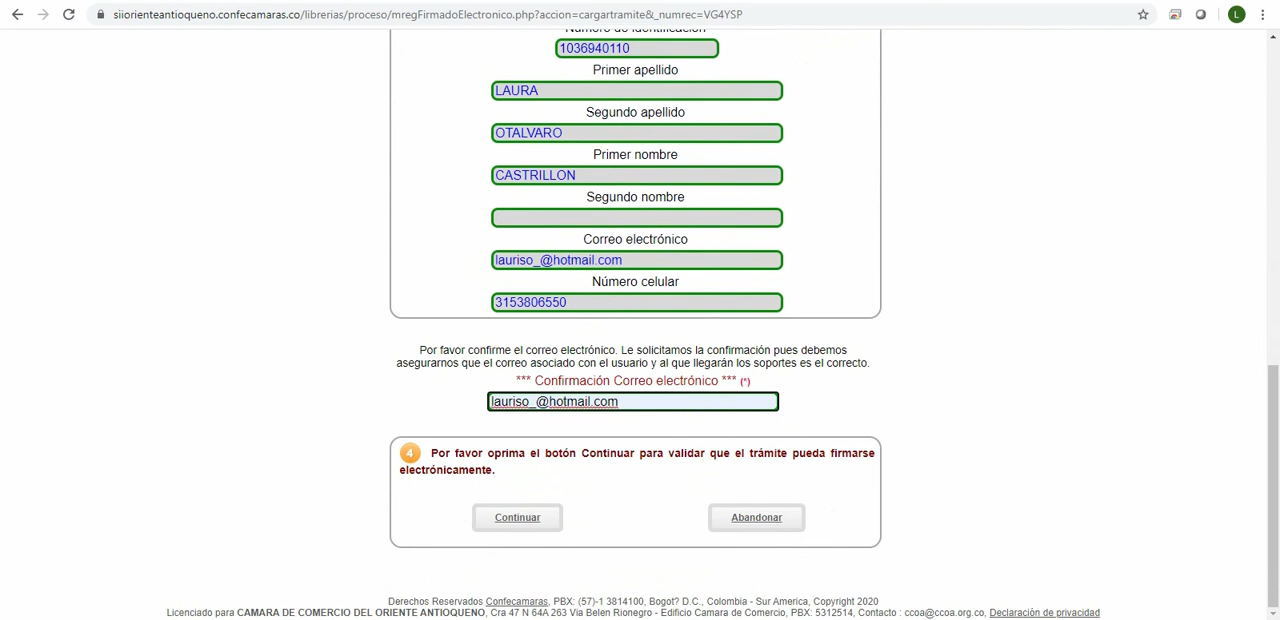 siiorienteantioqueno.confecamaras.co/librerias/proceso/mregFirmadoElectronico.php?accion=cargartramite&_numrec=VG4YSP
L
Número de identificación
1036940110
Primer apellido
LAURA
Segundo apellido
OTALVARO
Primer nombre
CASTRILLON
Segundo nombre
Correo electrónico
lauriso_@hotmail.com
Número celular
3153806550
Por favor confirme el correo electrónico. Le solicitamos la confirmación pues debemos
asegurarnos que el correo asociado con el usuario y al que llegarán los soportes es el correcto.
*** Confirmación Correo electrónico *** (*)
lauriso_@hotmail.com
4 Por favor oprima el botón Continuar para validar que el trámite pueda firmarse
electrónicamente.
Continuar Abandonar
Derechos Reservados Confecamaras, PBX: (57)-1 3814100, Bogot? D.C., Colombia - Sur America, Copyright 2020
Licenciado para CAMARA DE COMERCIO DEL ORIENTE ANTIOQUENO, Cra 47 N 64A 263 Via Belen Rionegro - Edificio Camara de Comercio, PBX: 5312514, Contacto : ccoa@ccoa.org.co, Declaración de privacidad